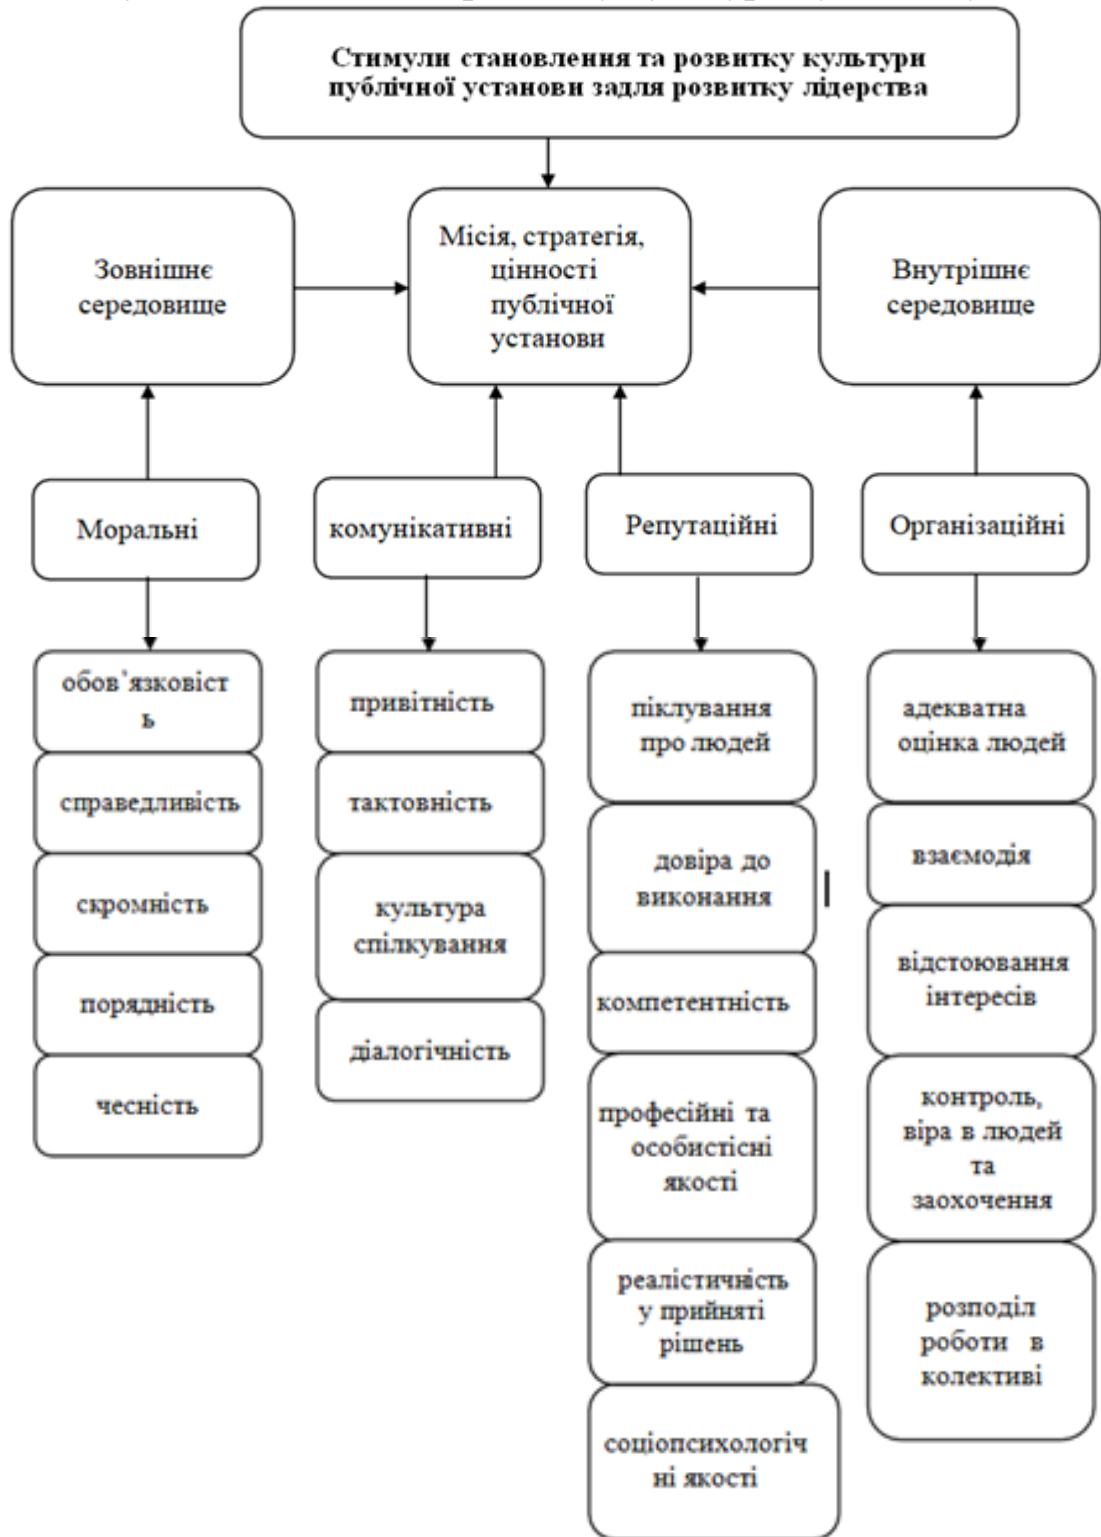 Стимули становлення та розвитку культури
публічної установи задля розвитку лідерства
Зовнішнє
середовище
Місія, стратегія,
цінності
публічної
установи
Внутрішнє
середовище
Моральні
комунікативні
Репутаційні
Організаційні
обов’язковіст
ь
справедливість
скромність
порядність
чесність
привітність
тактовність
культура
спілкування
діалогічність
піклування
про людей
довіра до
виконання
компетентність
професійні та
особистісні
якості
реалістичність
у прийняті
рішень
соціопсихологіч
ні якості
адекватна
оцінка людей
взаємодія
відстоювання
інтересів
контроль,
віра в людей
та
заохочення
розподіл
роботи в
колективі